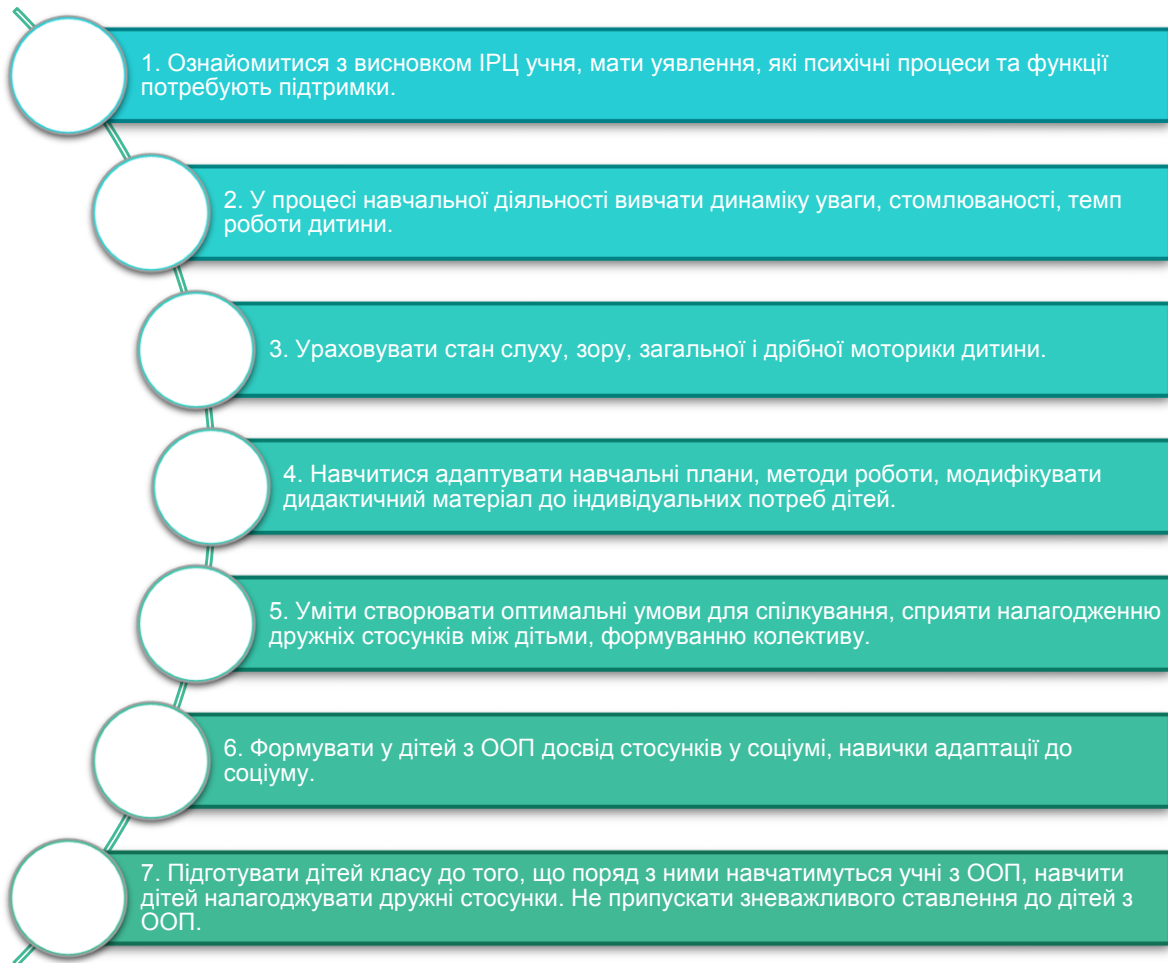 1. Ознайомитися з висновком ІРЦ учня, мати уявлення, які психічні процеси та функції
потребують підтримки.
2. У процесі навчальної діяльності вивчати динаміку уваги, стомлюваності, темп
роботи дитини.
3. Ураховувати стан слуху, зору, загальної і дрібної моторики дитини.
4. Навчитися адаптувати навчальні плани, методи роботи, модифікувати
дидактичний матеріал до індивідуальних потреб дітей.
5. Уміти створювати оптимальні умови для спілкування, сприяти налагодженню
дружніх стосунків між дітьми, формуванню колективу.
6. Формувати у дітей з ООП досвід стосунків у соціумі, навички адаптації до
соціуму.
7. Підготувати дітей класу до того, що поряд з ними навчатимуться учні з ООП, навчити
дітей налагоджувати дружні стосунки. Не припускати зневажливого ставлення до дітей з
ООП.